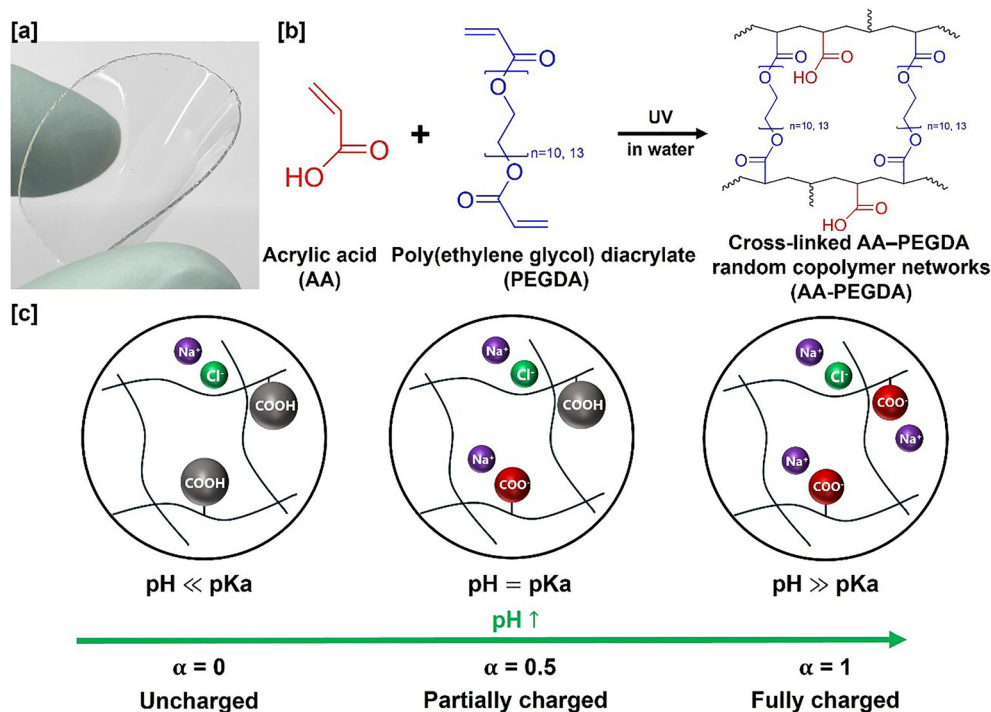 [a]
[b]
O
HO
Acrylic acid
(AA)
+
O
O
n=10, 13
O
O
Poly(ethylene glycol) diacrylate
(PEGDA)
UV
in water
O
O
O
O
HO
n=10, 13
n=10, 13
O
O
O
O
O
HO
Cross-linked AA–PEGDA
random copolymer networks
(AA-PEGDA)
[c]
Na⁺
Cl⁻
COOH
COOH
pH ≪ pKa
Na⁺
Cl⁻
COOH
Na⁺
COO⁻
pH = pKa
Na⁺
Cl⁻
COO⁻
Na⁺
Na⁺
COO⁻
pH ≫ pKa
pH ↑
α = 0
α = 0.5
α = 1
Uncharged
Partially charged
Fully charged